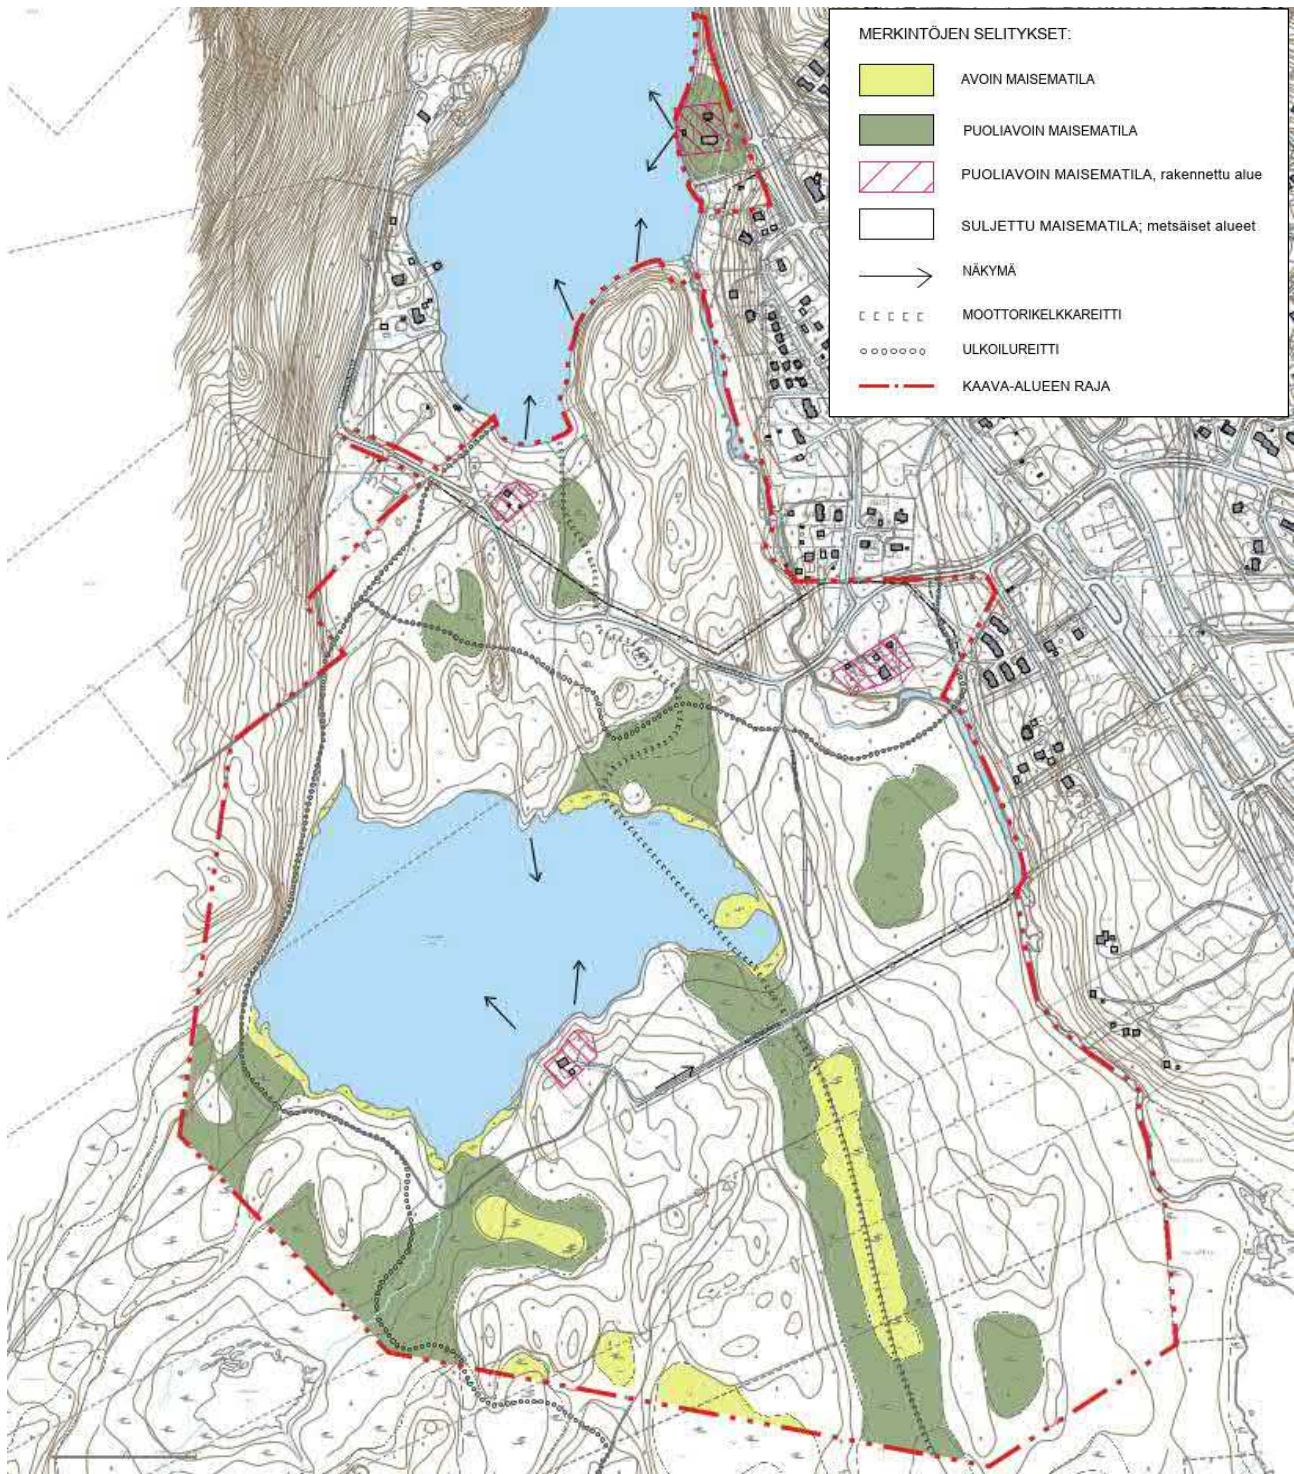 MERKINTÖJEN SELITYKSET:
AVOIN MAISEMATILA
PUOLIAVOIN MAISEMATILA
PUOLIAVOIN MAISEMATILA, rakennettu alue
SULJETTU MAISEMATILA; metsäiset alueet
NÄKYMÄ
MOOTTORIKELKKAREITTI
ULKOILUREITTI
KAAVA-ALUEEN RAJA